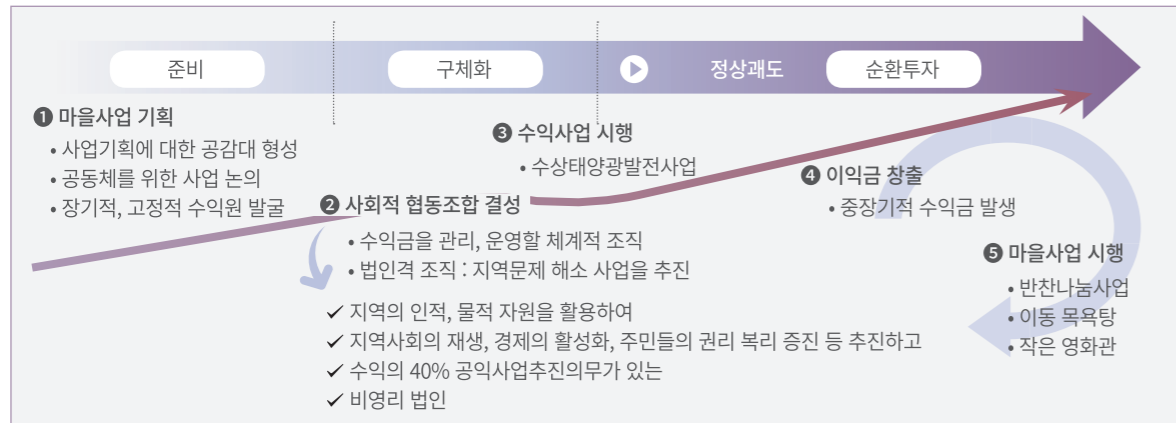 준비
구체화
정상괘도
순환투자
❶ 마을사업 기획
• 사업기획에 대한 공감대 형성
• 공동체를 위한 사업 논의
• 장기적, 고정적 수익원 발굴
❷ 사회적 협동조합 결성
• 수익금을 관리, 운영할 체계적 조직
• 법인격 조직 : 지역문제 해소 사업을 추진
✓ 지역의 인적, 물적 자원을 활용하여
✓ 지역사회의 재생, 경제의 활성화, 주민들의 권리 복리 증진 등 추진하고
✓ 수익의 40% 공익사업추진의무가 있는
✓ 비영리 법인
❸ 수익사업 시행
• 수상태양광발전사업
❹ 이익금 창출
• 중장기적 수익금 발생
❺ 마을사업 시행
• 반찬나눔사업
• 이동 목욕탕
• 작은 영화관